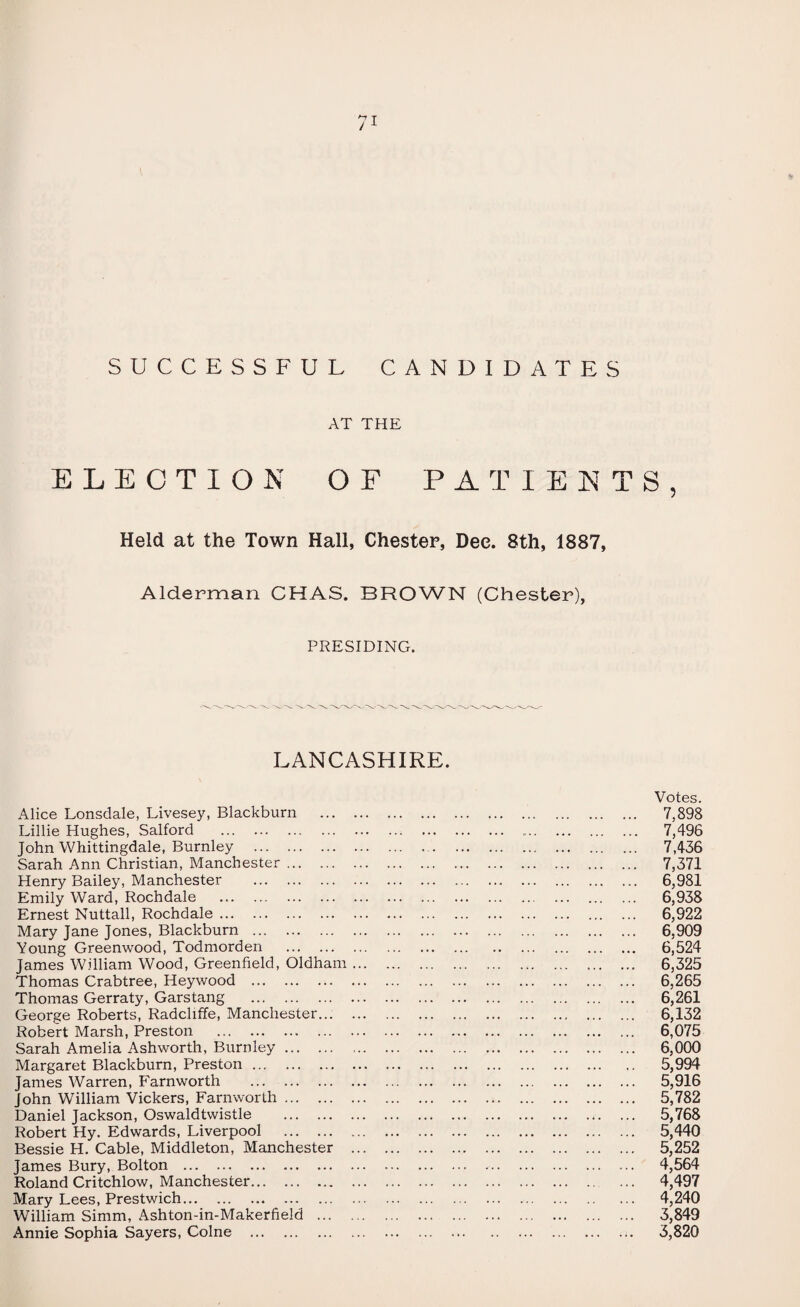 71
SUCCESSFUL CANDIDATES
AT THE
ELECTION OF PATIENTS,
Held at the Town Hall, Chester, Dec. 8th, 1887,
Alderman CHAS. BROWN (Chester),
PRESIDING.
LANCASHIRE.
Votes.
Alice Lonsdale, Livesey, Blackburn ... 7,898
Lillie Hughes, Salford ... 7,496
John Whittingdale, Burnley ... 7,436
Sarah Ann Christian, Manchester ... 7,371
Henry Bailey, Manchester ... 6,981
Emily Ward, Rochdale ... 6,938
Ernest Nuttall, Rochdale ... 6,922
Mary Jane Jones, Blackburn ... 6,909
Young Greenwood, Todmorden ... 6,524
James William Wood, Greenfield, Oldham ... 6,325
Thomas Crabtree, Heywood ... 6,265
Thomas Gerraty, Garstang ... 6,261
George Roberts, Radcliffe, Manchester ... 6,132
Robert Marsh, Preston ... 6,075
Sarah Amelia Ashworth, Burnley ... 6,000
Margaret Blackburn, Preston ... 5,994
James Warren, Farnworth ... 5,916
John William Vickers, Farnworth ... 5,782
Daniel Jackson, Oswaldtwistle ... 5,768
Robert Hy. Edwards, Liverpool ... 5,440
Bessie H. Cable, Middleton, Manchester ... 5,252
James Bury, Bolton ... 4,564
Roland Critchlow, Manchester ... 4,497
Mary Lees, Prestwich ... 4,240
William Simm, Ashton-in-Makerfield ... 3,849
Annie Sophia Sayers, Colne ... 3,820